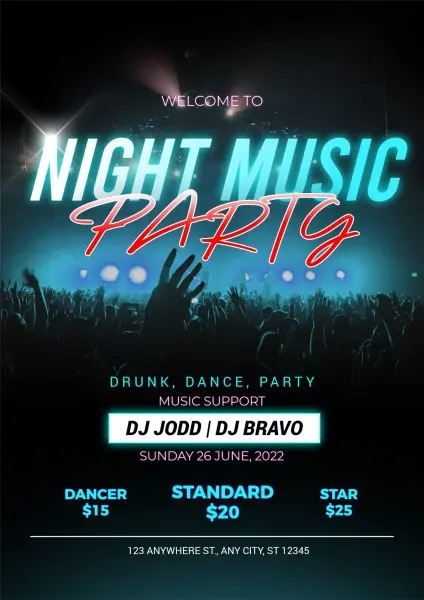 WELCOME TO
NIGHT MUSIC
PARTY
DRUNK, DANCE, PARTY
MUSIC SUPPORT
DJ JODD | DJ BRAVO
SUNDAY 26 JUNE, 2022
DANCER STANDARD STAR
$15 $20 $25
123 ANYWHERE ST., ANY CITY, ST 12345